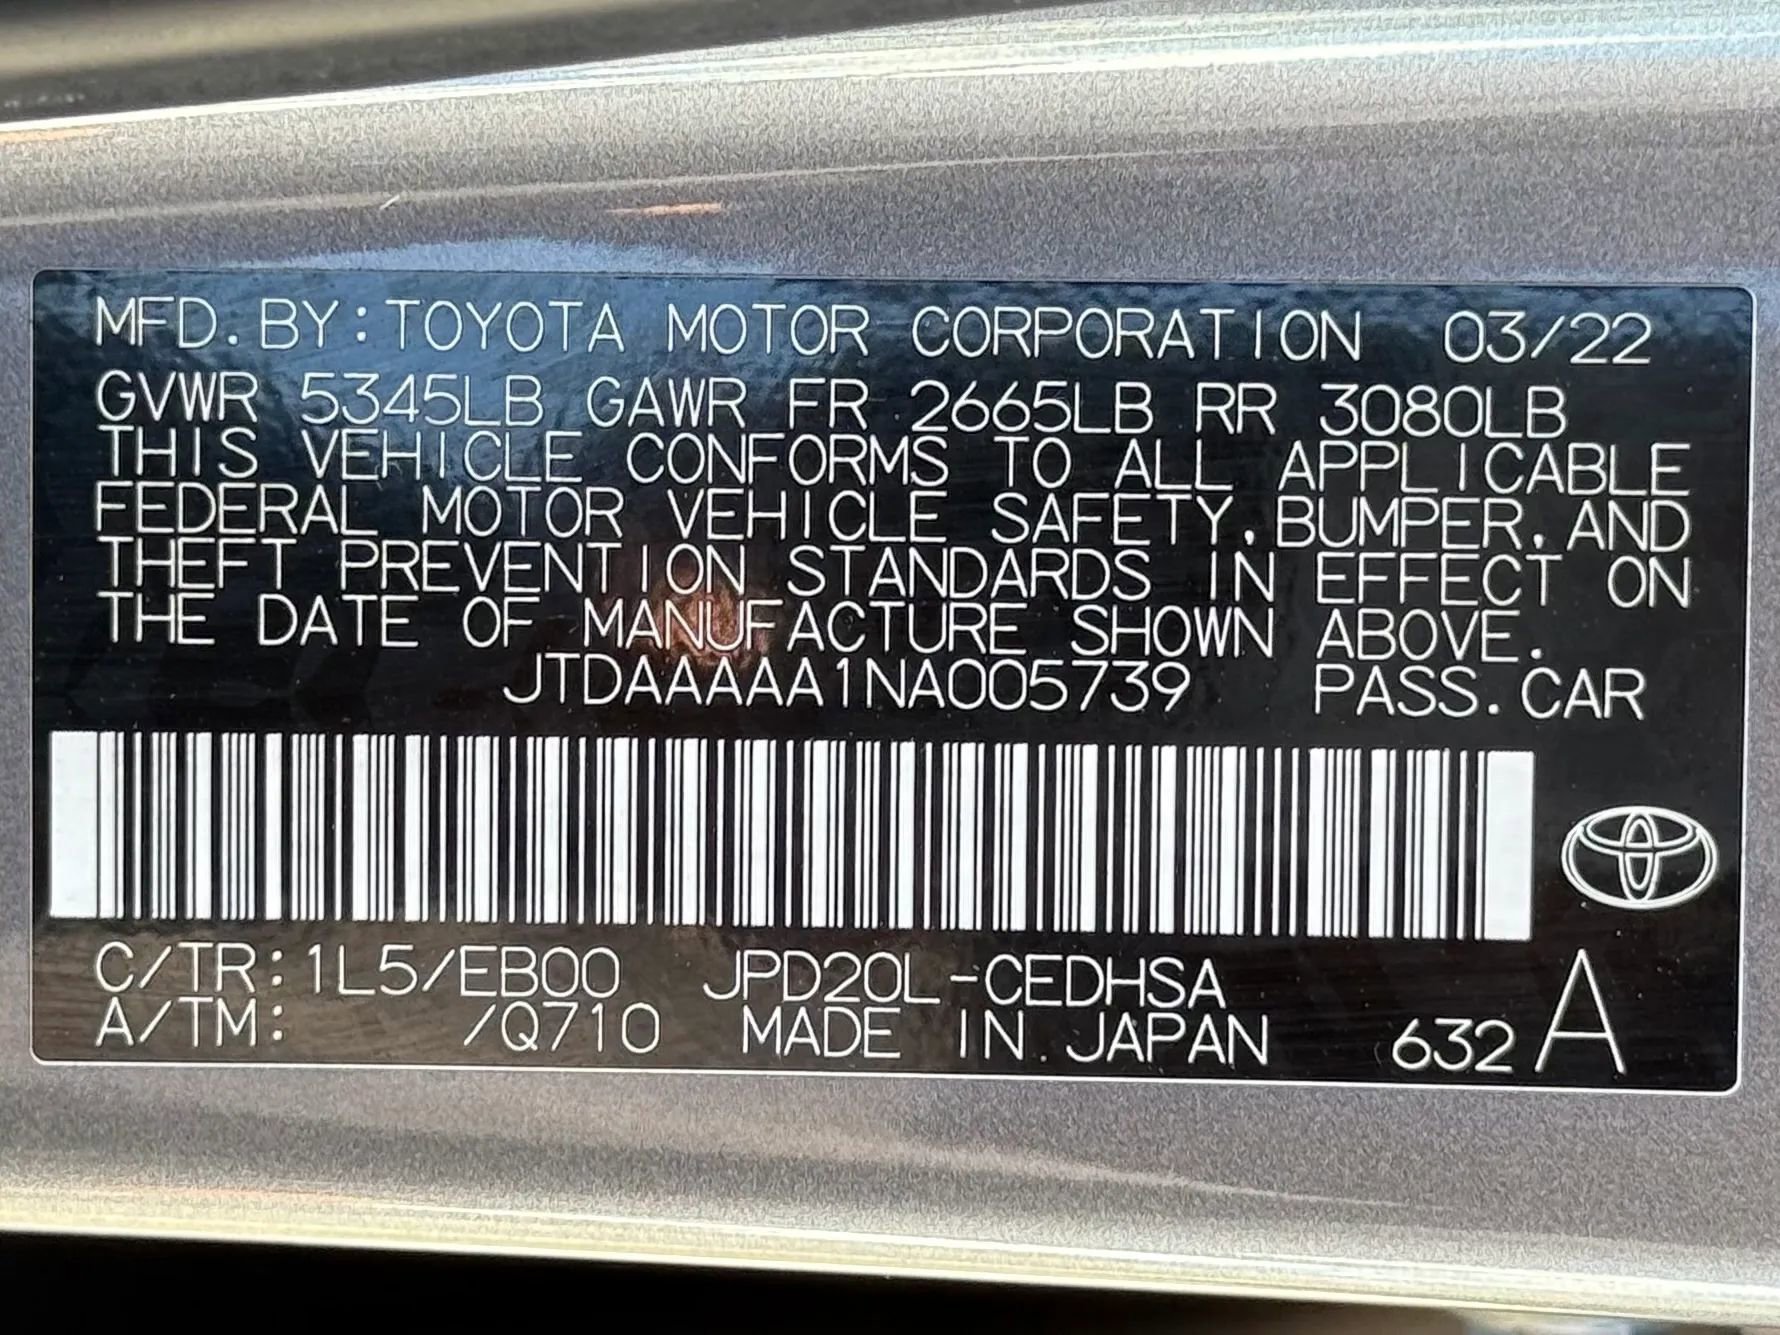 MFD. BY: TOYOTA MOTOR CORPORATION 03/22
GVWR 5345LB GAWR FR 2665LB RR 3080LB
THIS VEHICLE CONFORMS TO ALL APPLICABLE
FEDERAL MOTOR VEHICLE SAFETY, BUMPER, AND
THEFT PREVENTION STANDARDS IN EFFECT ON
THE DATE OF MANUFACTURE SHOWN ABOVE.
JTDAAAAA1NA005739 PASS. CAR
C/TR: 1L5/EB00 JPD20L-CEDHSA
A/TM: /Q710 MADE IN JAPAN 632 A